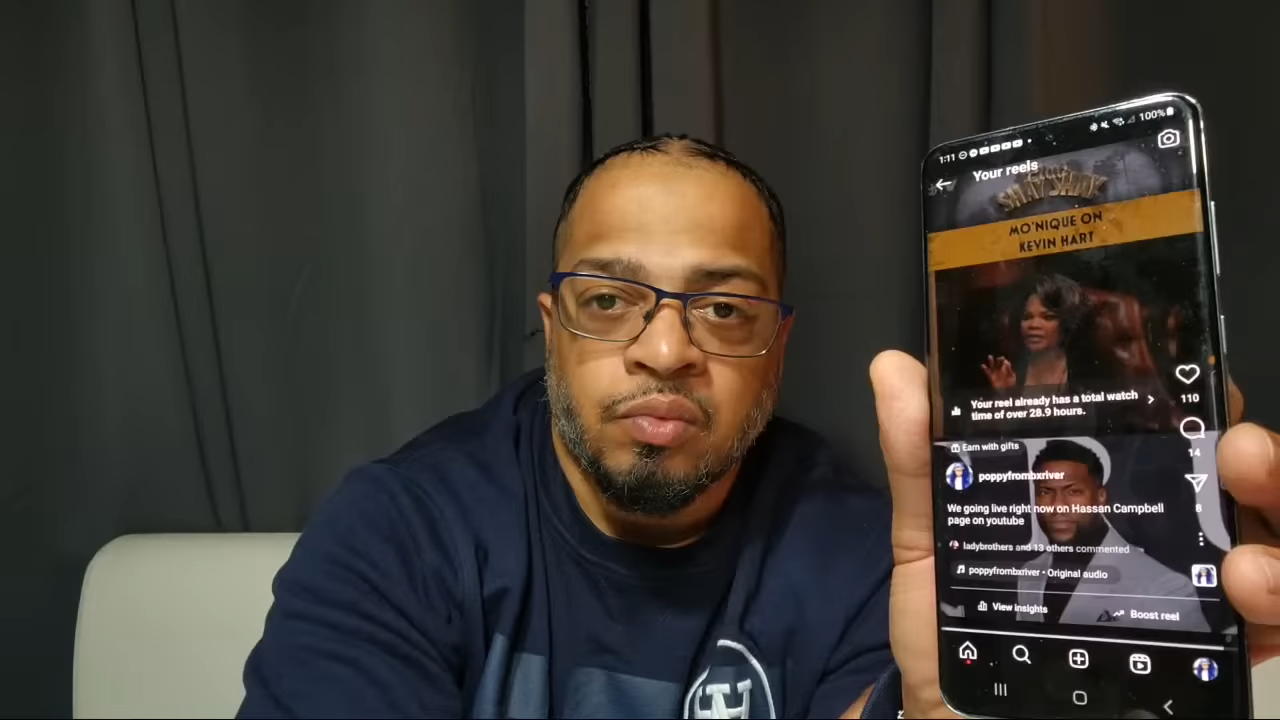 1:11
100%
Your reels
SHAY SHAY
MO'NIQUE ON
KEVIN HART
110
Your reel already has a total watch
time of over 28.9 hours.
14
Earn with gifts
poppyfrombxriver
8
We going live right now on Hassan Campbell
page on youtube
ladybrothers and 13 others commented
poppyfrombxriver • Original audio
View insights
Boost reel